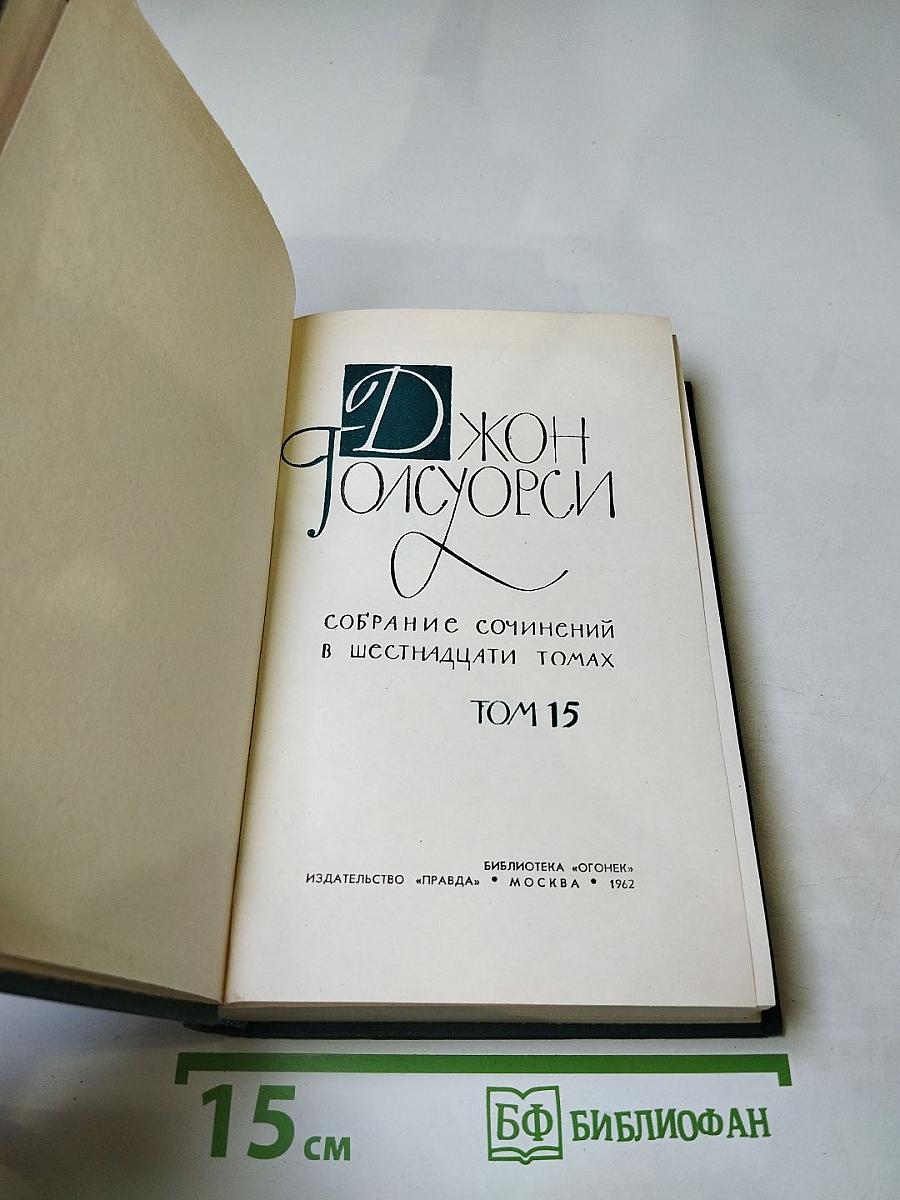 Джон
Голсуорси
СОБРАНИЕ СОЧИНЕНИЙ
В ШЕСТНАДЦАТИ ТОМАХ
ТОМ 15
БИБЛИОТЕКА «ОГОНЕК»
ИЗДАТЕЛЬСТВО «ПРАВДА» • МОСКВА • 1962
15 см
БФ БИБЛИОФАН